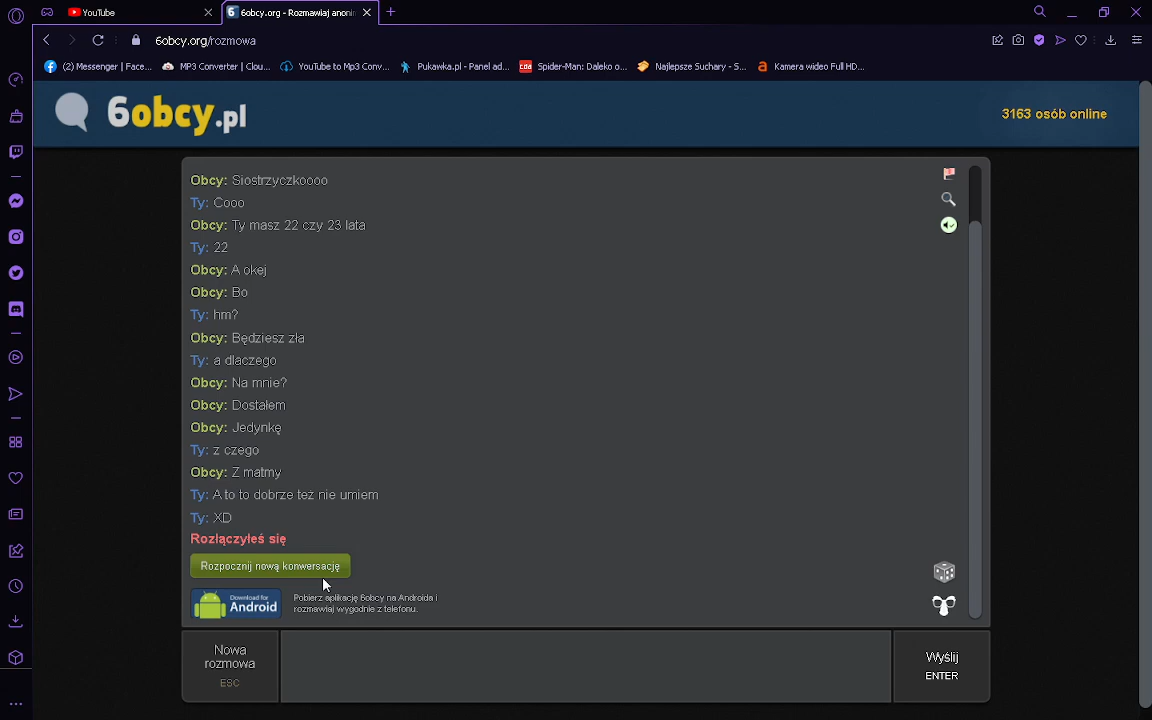 YouTube
6obcy.org - Rozmawiaj anonin
6obcy.org/rozmowa
(2) Messenger | Face...
MP3 Converter | Clou...
YouTube to Mp3 Conv...
Pukawka.pl - Panel ad...
Spider-Man: Daleko o...
Najlepsze Suchary - S...
Kamera wideo Full HD...
6obcy.pl
3163 osób online
Obcy: Siostrzyczkoooo
Ty: Cooo
Obcy: Ty masz 22 czy 23 lata
Ty: 22
Obcy: A okej
Obcy: Bo
Ty: hm?
Obcy: Będziesz zła
Ty: a dlaczego
Obcy: Na mnie?
Obcy: Dostałem
Obcy: Jedynkę
Ty: z czego
Obcy: Z matmy
Ty: A to to dobrze też nie umiem
Ty: XD
Rozłączyłeś się
Rozpocznij nową konwersację
Download for
Android
Pobierz aplikację 6obcy na Androida i
rozmawiaj wygodnie z telefonu.
Nowa
rozmowa
ESC
Wyślij
ENTER